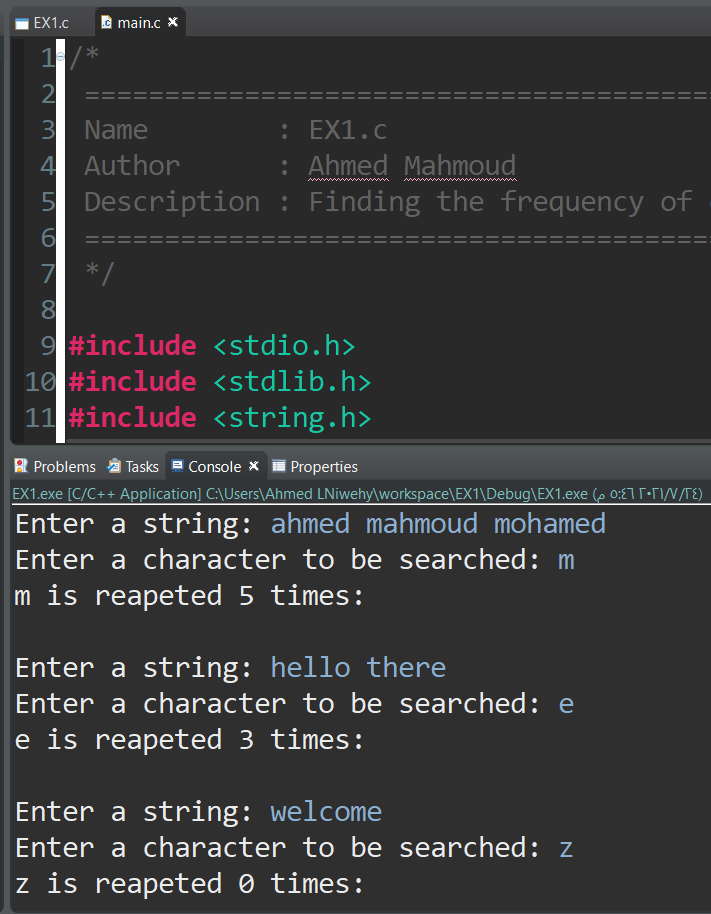 EX1.c main.c
1 /*
2 ========================================
3 Name : EX1.c
4 Author : Ahmed Mahmoud
5 Description : Finding the frequency of
6 ========================================
7 */
8
9 #include <stdio.h>
10 #include <stdlib.h>
11 #include <string.h>
Problems Tasks Console Properties
EX1.exe [C/C++ Application] C:\Users\Ahmed LNiwehy\workspace\EX1\Debug\EX1.exe (٢٤/٧/٢٠٢١ ٥:٤٦ م)
Enter a string: ahmed mahmoud mohamed
Enter a character to be searched: m
m is reapeted 5 times:
Enter a string: hello there
Enter a character to be searched: e
e is reapeted 3 times:
Enter a string: welcome
Enter a character to be searched: z
z is reapeted 0 times: